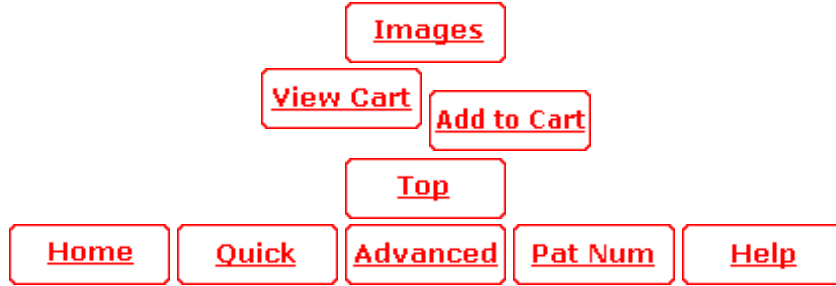 Images
View Cart
Add to Cart
Top
Home Quick Advanced Pat Num Help